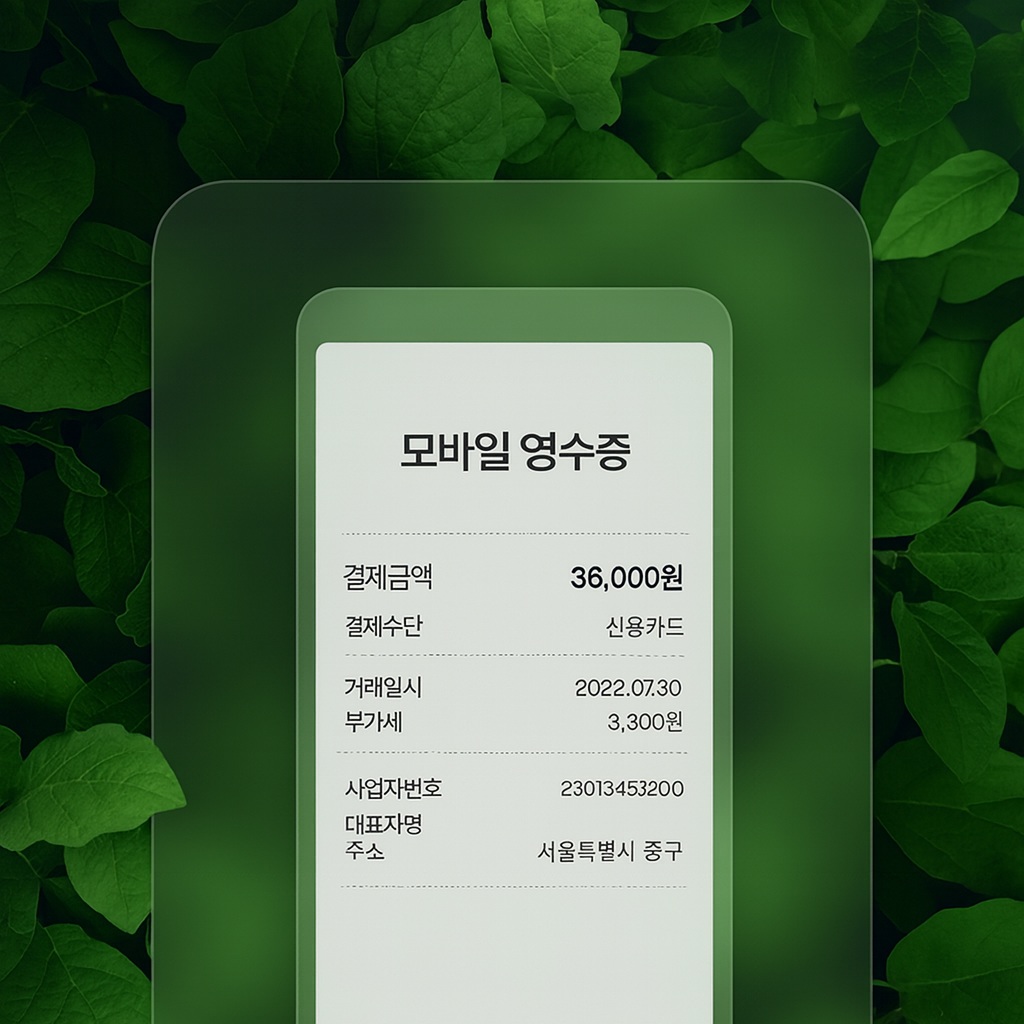 모바일 영수증
결제금액 36,000원
결제수단 신용카드
거래일시 2022.07.30
부가세 3,300원
사업자번호 23013453200
대표자명
주소 서울특별시 중구